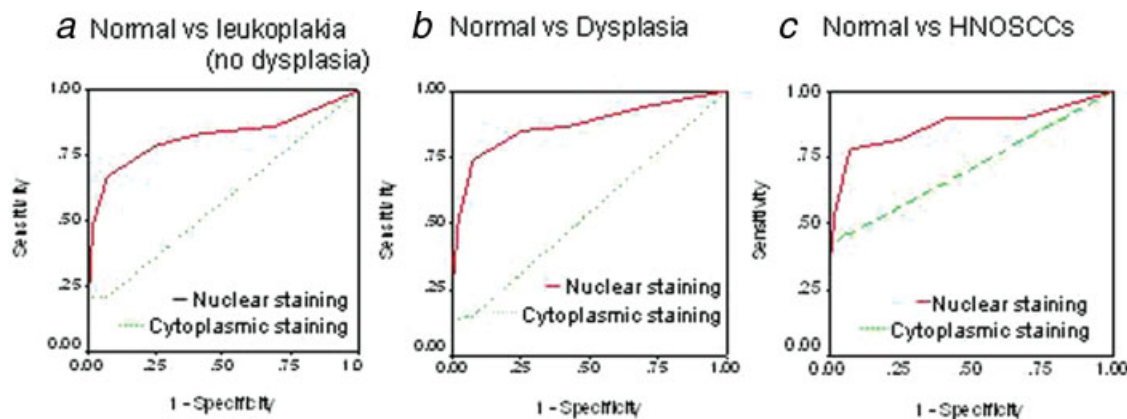 a Normal vs leukoplakia
(no dysplasia)
1.00
.75
.50
.25
0.00
Sensitivity
0.00 .25 .50 .75 1.0
1 - Specificity
Nuclear staining
Cytoplasmic staining
b Normal vs Dysplasia
1.00
.75
.50
.25
0.00
Sensitivity
0.00 .25 .50 .75 1.00
1 - Specificity
Nuclear staining
Cytoplasmic staining
c Normal vs HNOSCCs
1.00
.75
.50
.25
0.00
Sensitivity
0.00 .25 .50 .75 1.00
1 - Specificity
Nuclear staining
Cytoplasmic staining